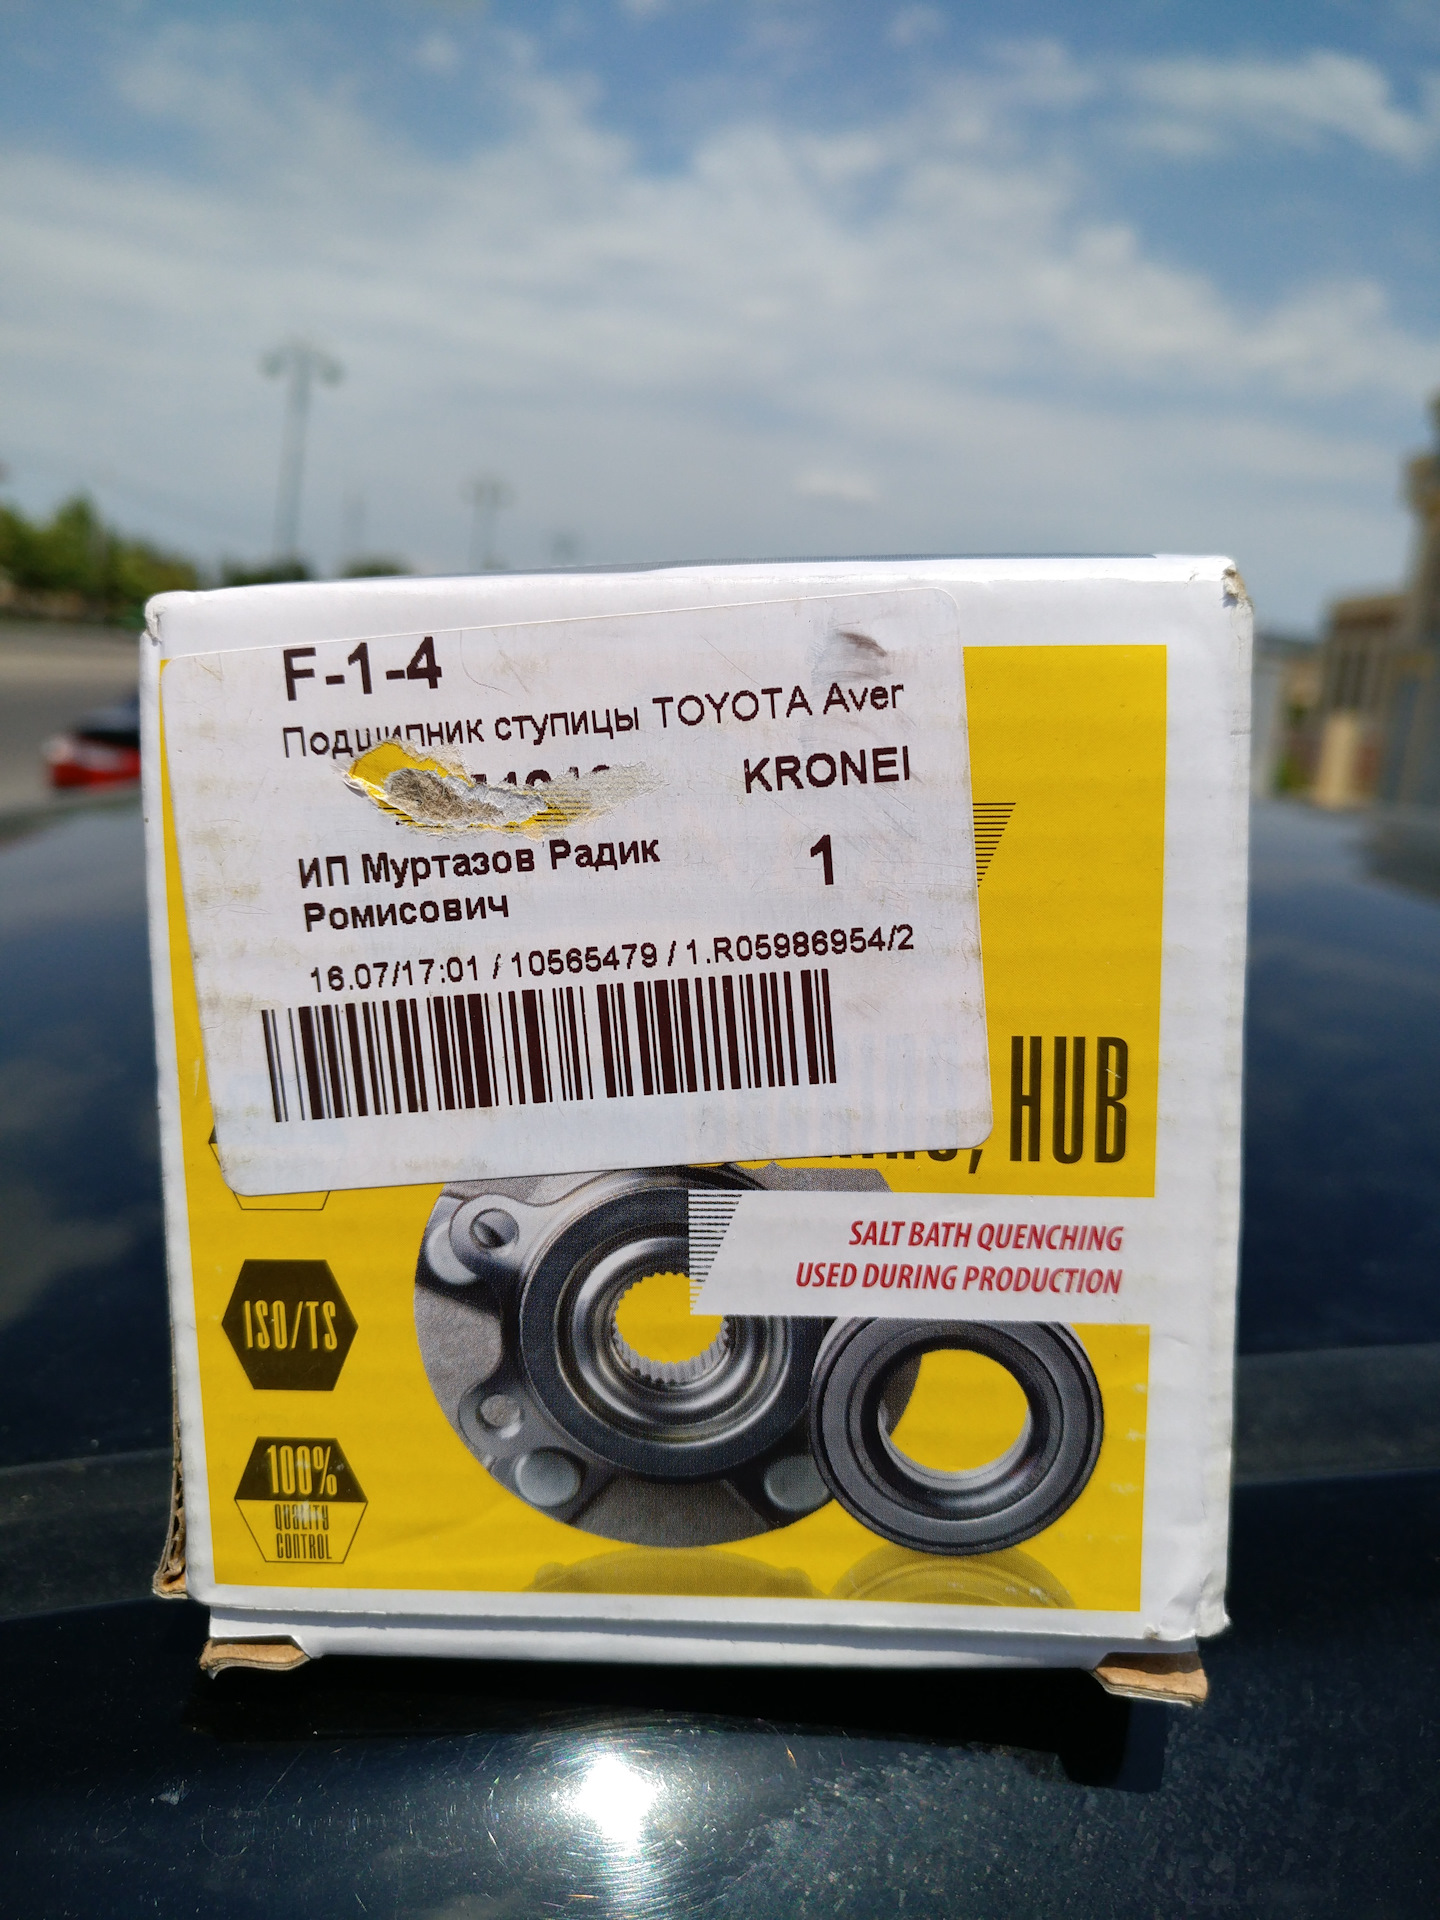 F-1-4
Подшипник ступицы TOYOTA Aver
KRONEI
ИП Муртазов Радик
1
Ромисович
16.07/17:01 / 10565479 / 1.R05986954/2
HUB
SALT BATH QUENCHING
USED DURING PRODUCTION
ISO/TS
100%
QUALITY
CONTROL